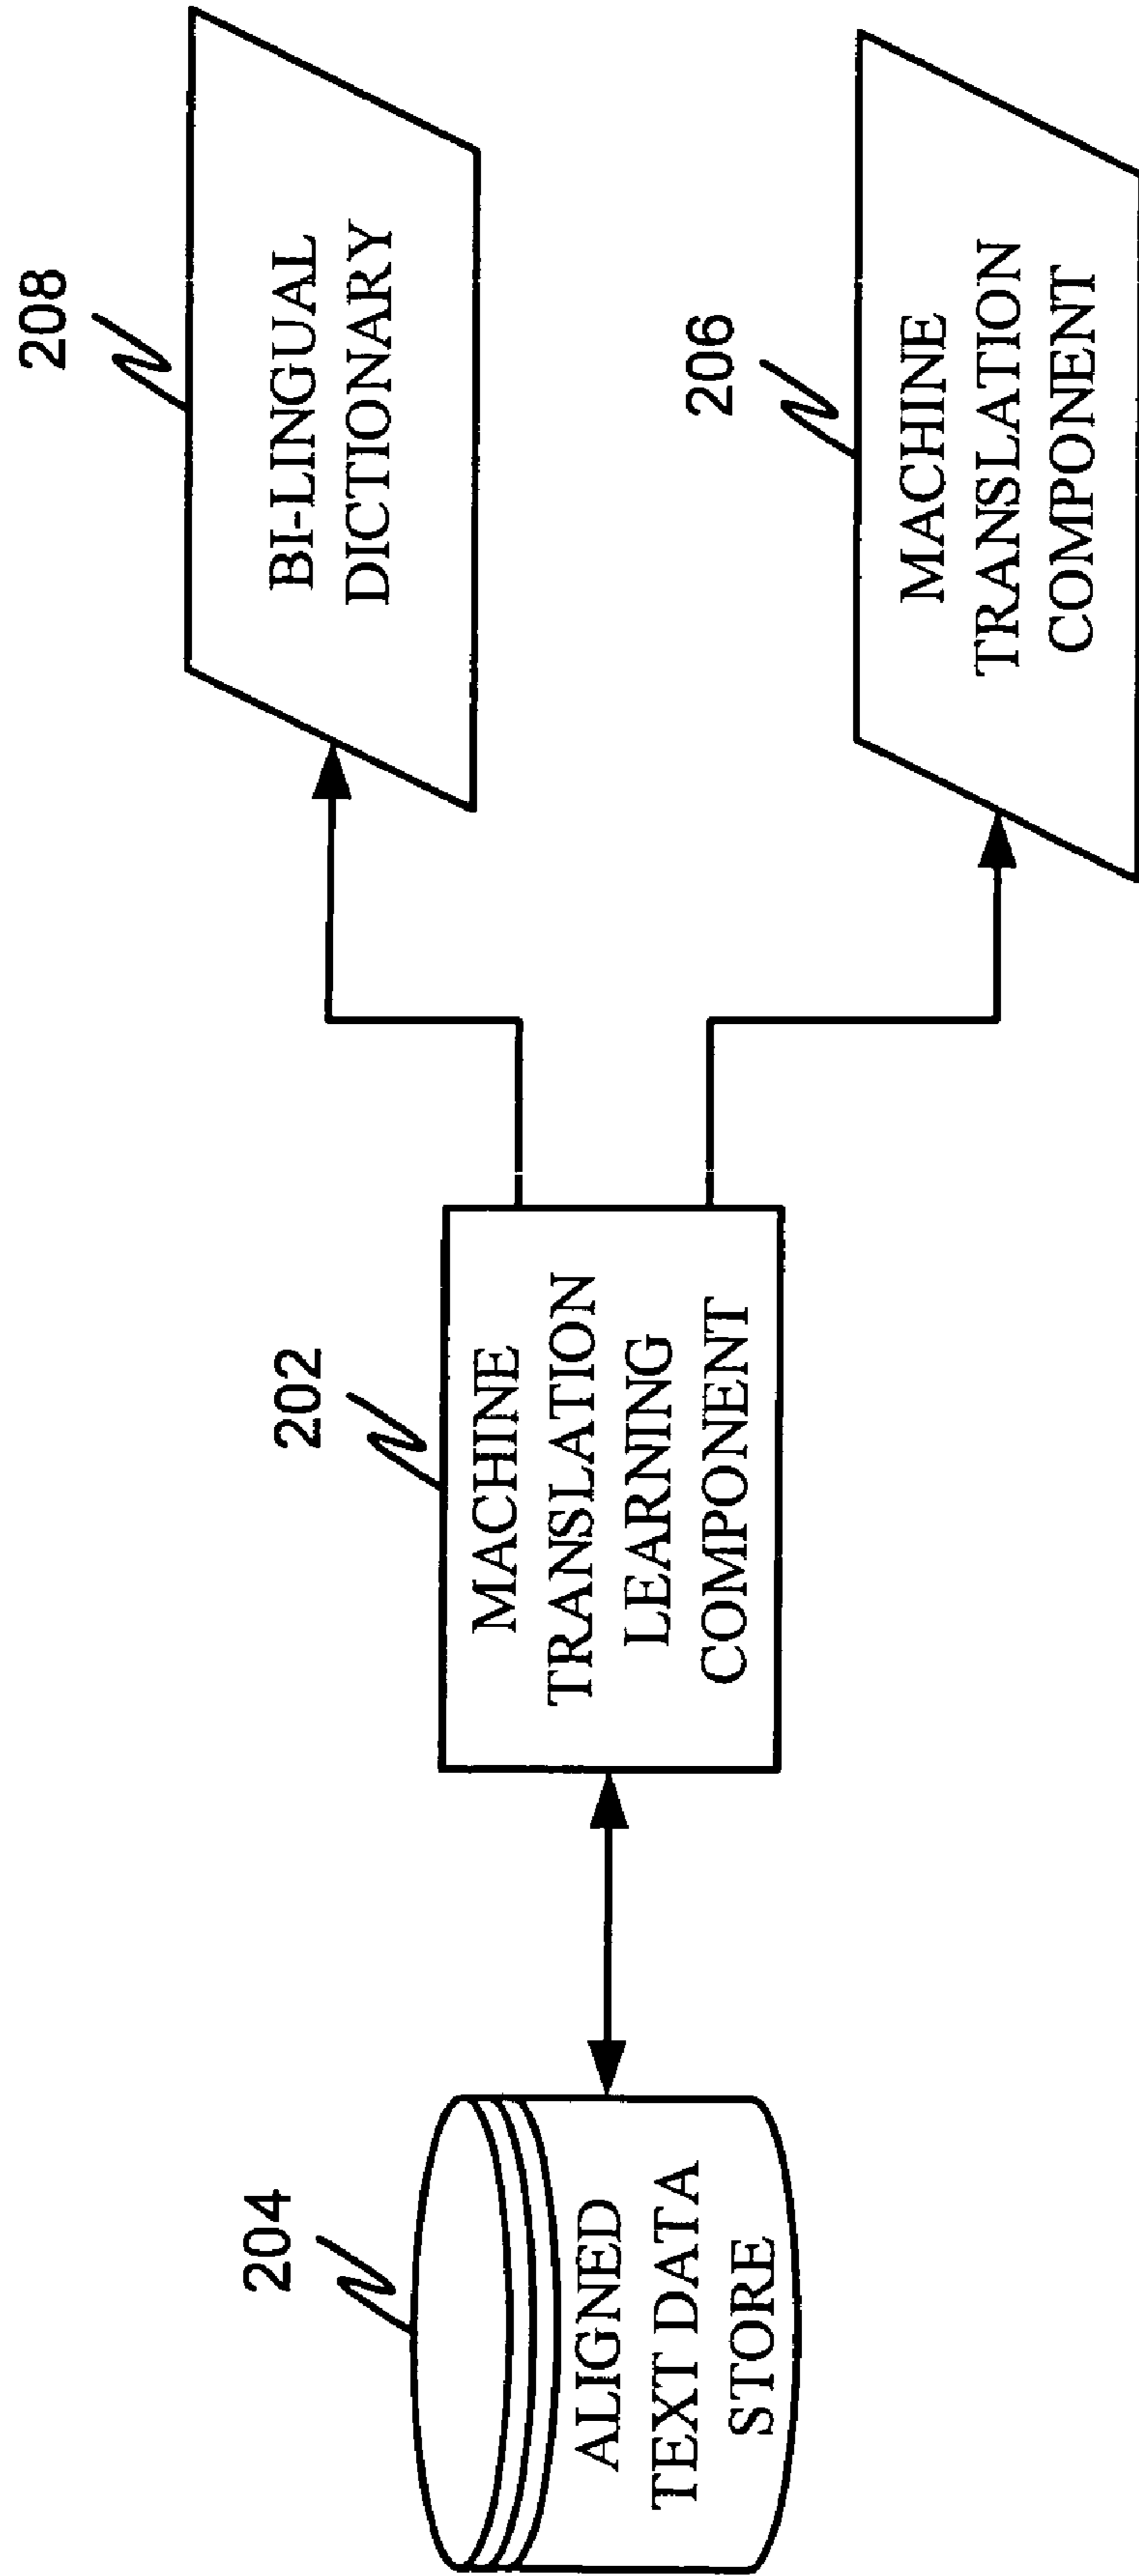 204
ALIGNED
TEXT DATA
STORE
202
MACHINE
TRANSLATION
LEARNING
COMPONENT
208
BI-LINGUAL
DICTIONARY
206
MACHINE
TRANSLATION
COMPONENT